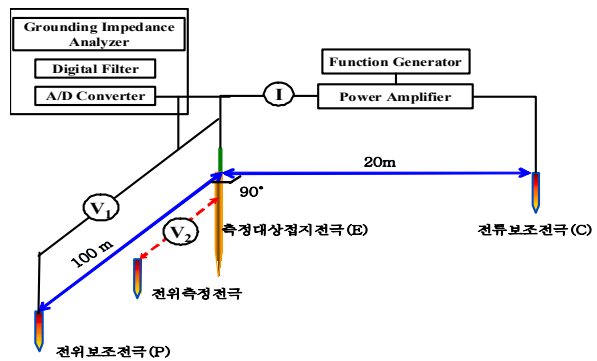 Grounding Impedance
Analyzer
Digital Filter
A/D Converter
I
Function Generator
Power Amplifier
20m
90°
V1
100 m
V2
측정대상접지전극(E)
전류보조전극(C)
전위측정전극
전위보조전극(P)